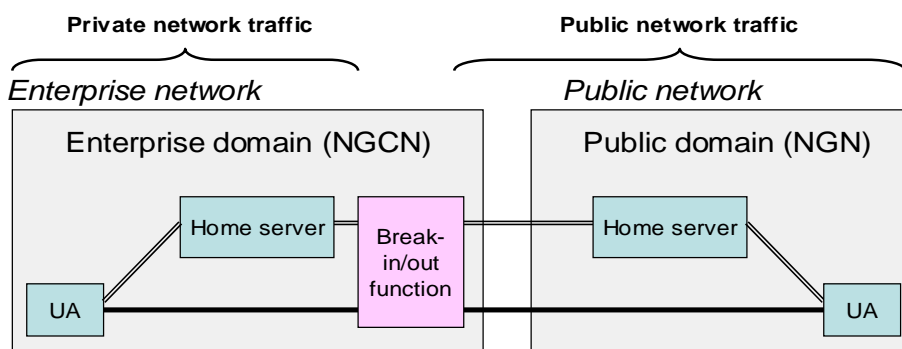 Private network traffic
Public network traffic
Enterprise network
Public network
Enterprise domain (NGCN)
Public domain (NGN)
Home server
Break-
in/out
function
Home server
UA
UA